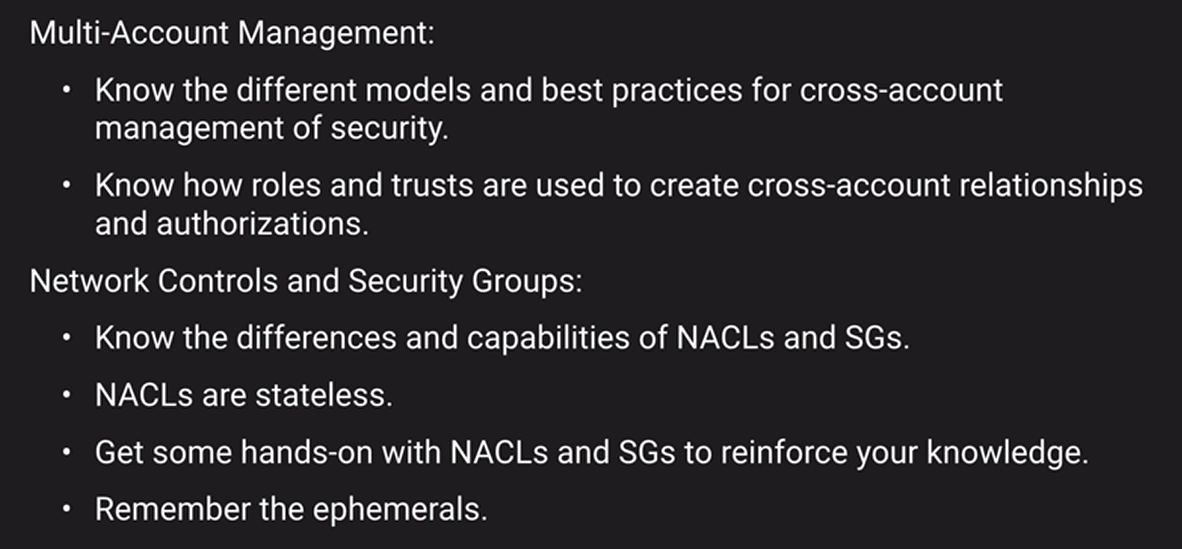 Multi-Account Management:
• Know the different models and best practices for cross-account
management of security.
• Know how roles and trusts are used to create cross-account relationships
and authorizations.
Network Controls and Security Groups:
• Know the differences and capabilities of NACLs and SGs.
• NACLs are stateless.
• Get some hands-on with NACLs and SGs to reinforce your knowledge.
• Remember the ephemerals.